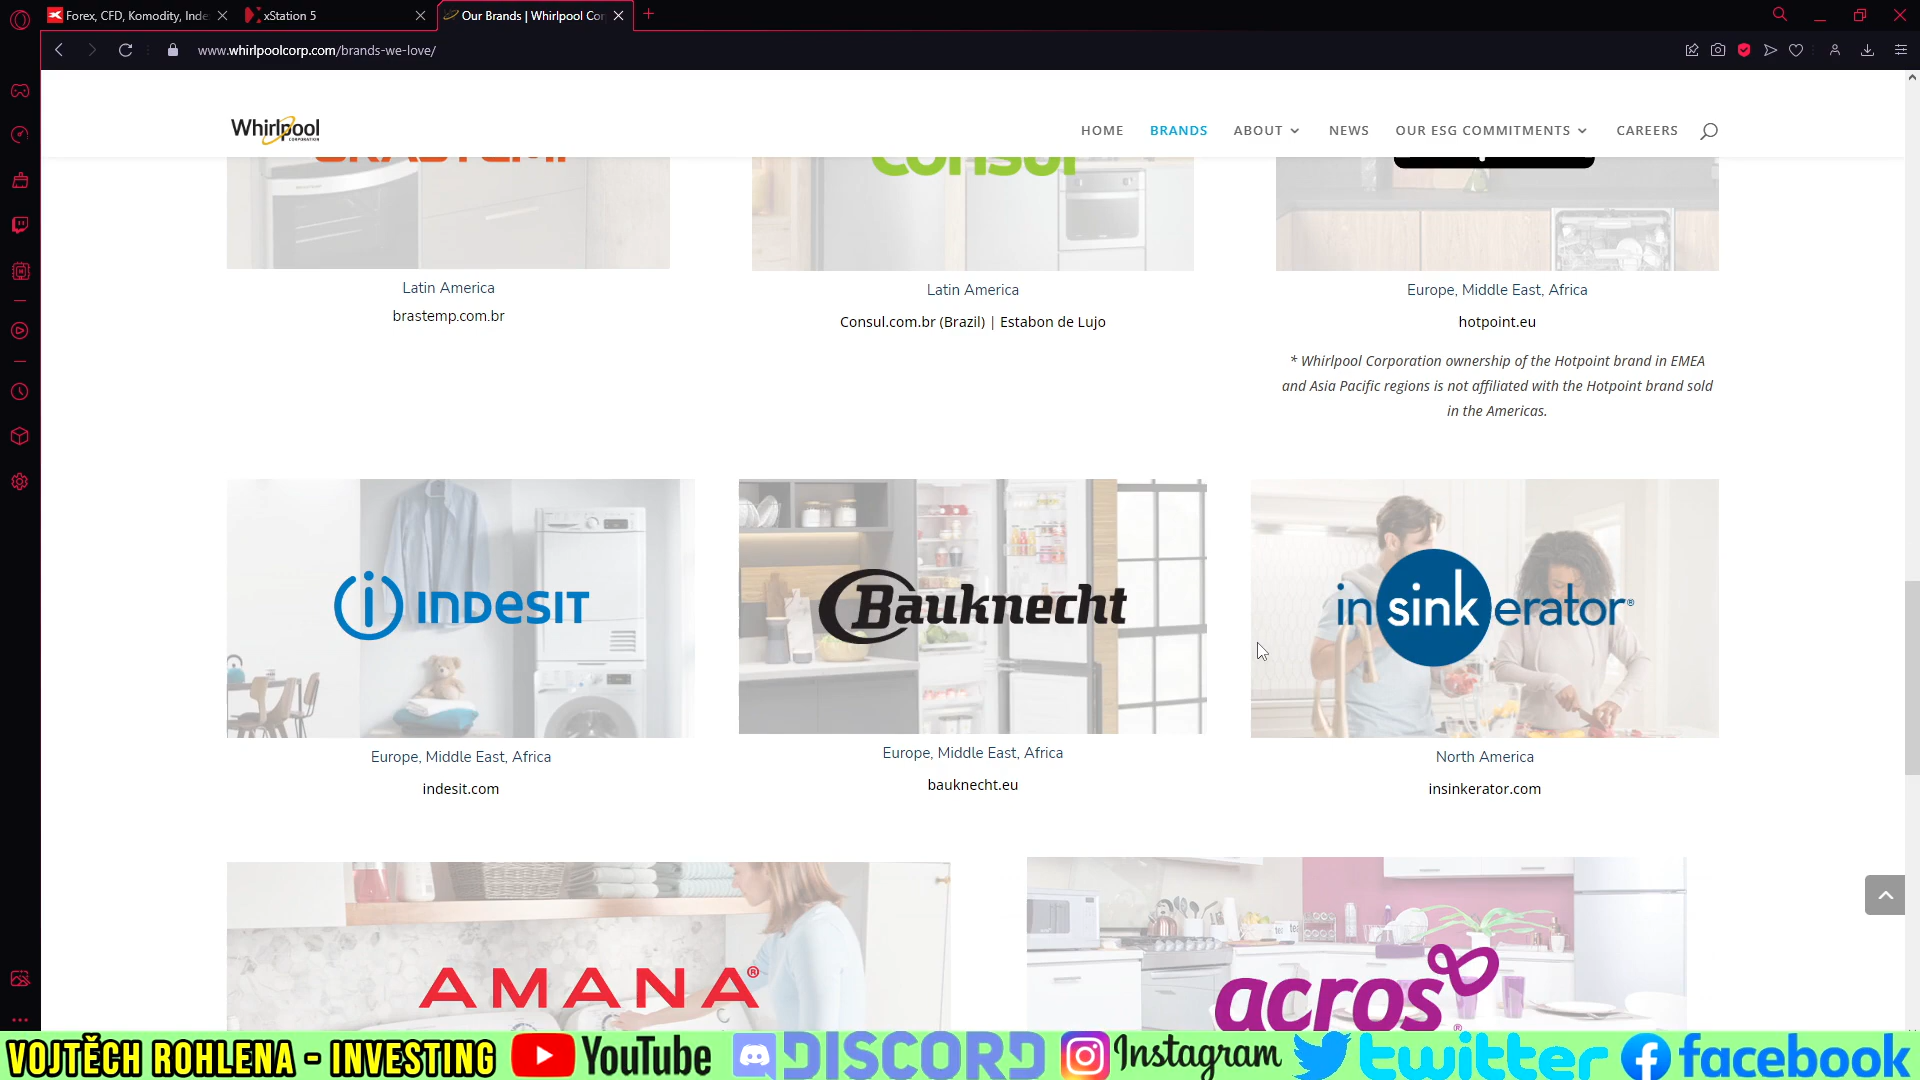 Forex, CFD, Komodity, Inde
xStation 5
Our Brands | Whirlpool Cor
www.whirlpoolcorp.com/brands-we-love/
Whirlpool
CORPORATION
HOME
BRANDS
ABOUT
NEWS
OUR ESG COMMITMENTS
CAREERS
BRASTEMP
consul
Latin America
Latin America
Europe, Middle East, Africa
brastemp.com.br
Consul.com.br (Brazil) | Estabon de Lujo
hotpoint.eu
* Whirlpool Corporation ownership of the Hotpoint brand in EMEA
and Asia Pacific regions is not affiliated with the Hotpoint brand sold
in the Americas.
INDESIT
Bauknecht
insinkerator®
Europe, Middle East, Africa
Europe, Middle East, Africa
North America
indesit.com
bauknecht.eu
insinkerator.com
AMANA®
acros®
VOJTĚCH ROHLENA - INVESTING
YouTube
DISCORD
Instagram
twitter
facebook